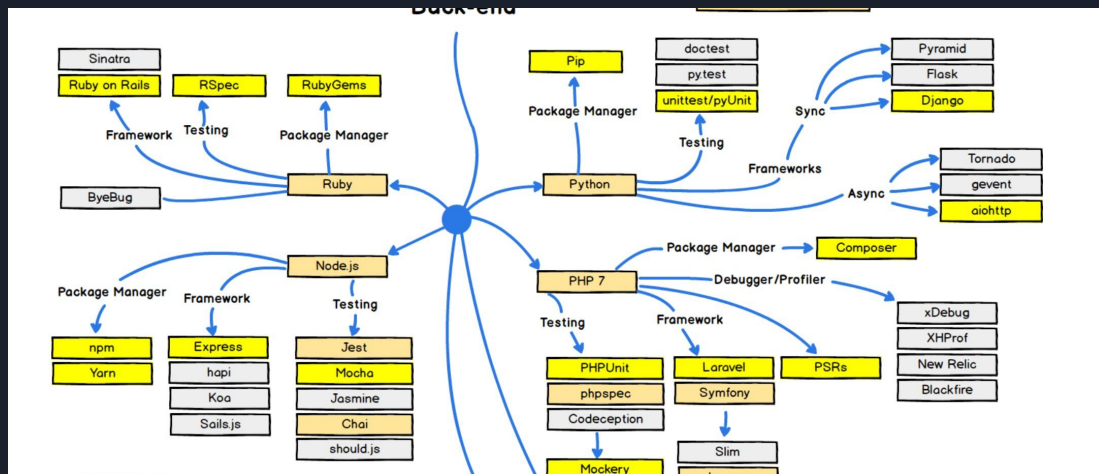 Back-end
Sinatra
Ruby on Rails
RSpec
RubyGems
Framework
Testing
Package Manager
Ruby
ByeBug
Pip
doctest
py.test
unittest/pyUnit
Package Manager
Testing
Python
Sync
Pyramid
Flask
Django
Frameworks
Async
Tornado
gevent
aiohttp
Node.js
Package Manager
Framework
Testing
npm
Yarn
Express
hapi
Koa
Sails.js
Jest
Mocha
Jasmine
Chai
should.js
PHP 7
Package Manager
Composer
Debugger/Profiler
xDebug
XHProf
New Relic
Blackfire
Testing
Framework
PHPUnit
phpspec
Codeception
Mockery
Laravel
Symfony
Slim
PSRs